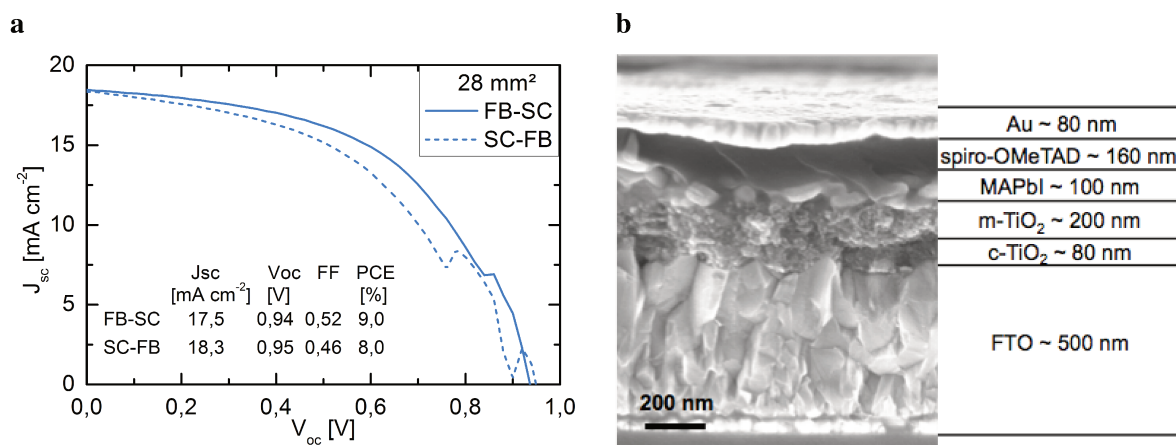 a
b
20
15
10
5
0
J_sc [mA cm⁻²]
28 mm²
FB-SC
SC-FB
Jsc Voc FF PCE
[mA cm⁻²] [V] [%]
FB-SC 17,5 0,94 0,52 9,0
SC-FB 18,3 0,95 0,46 8,0
0,0 0,2 0,4 0,6 0,8 1,0
V_oc [V]
Au ~ 80 nm
spiro-OMeTAD ~ 160 nm
MAPbI ~ 100 nm
m-TiO₂ ~ 200 nm
c-TiO₂ ~ 80 nm
FTO ~ 500 nm
200 nm